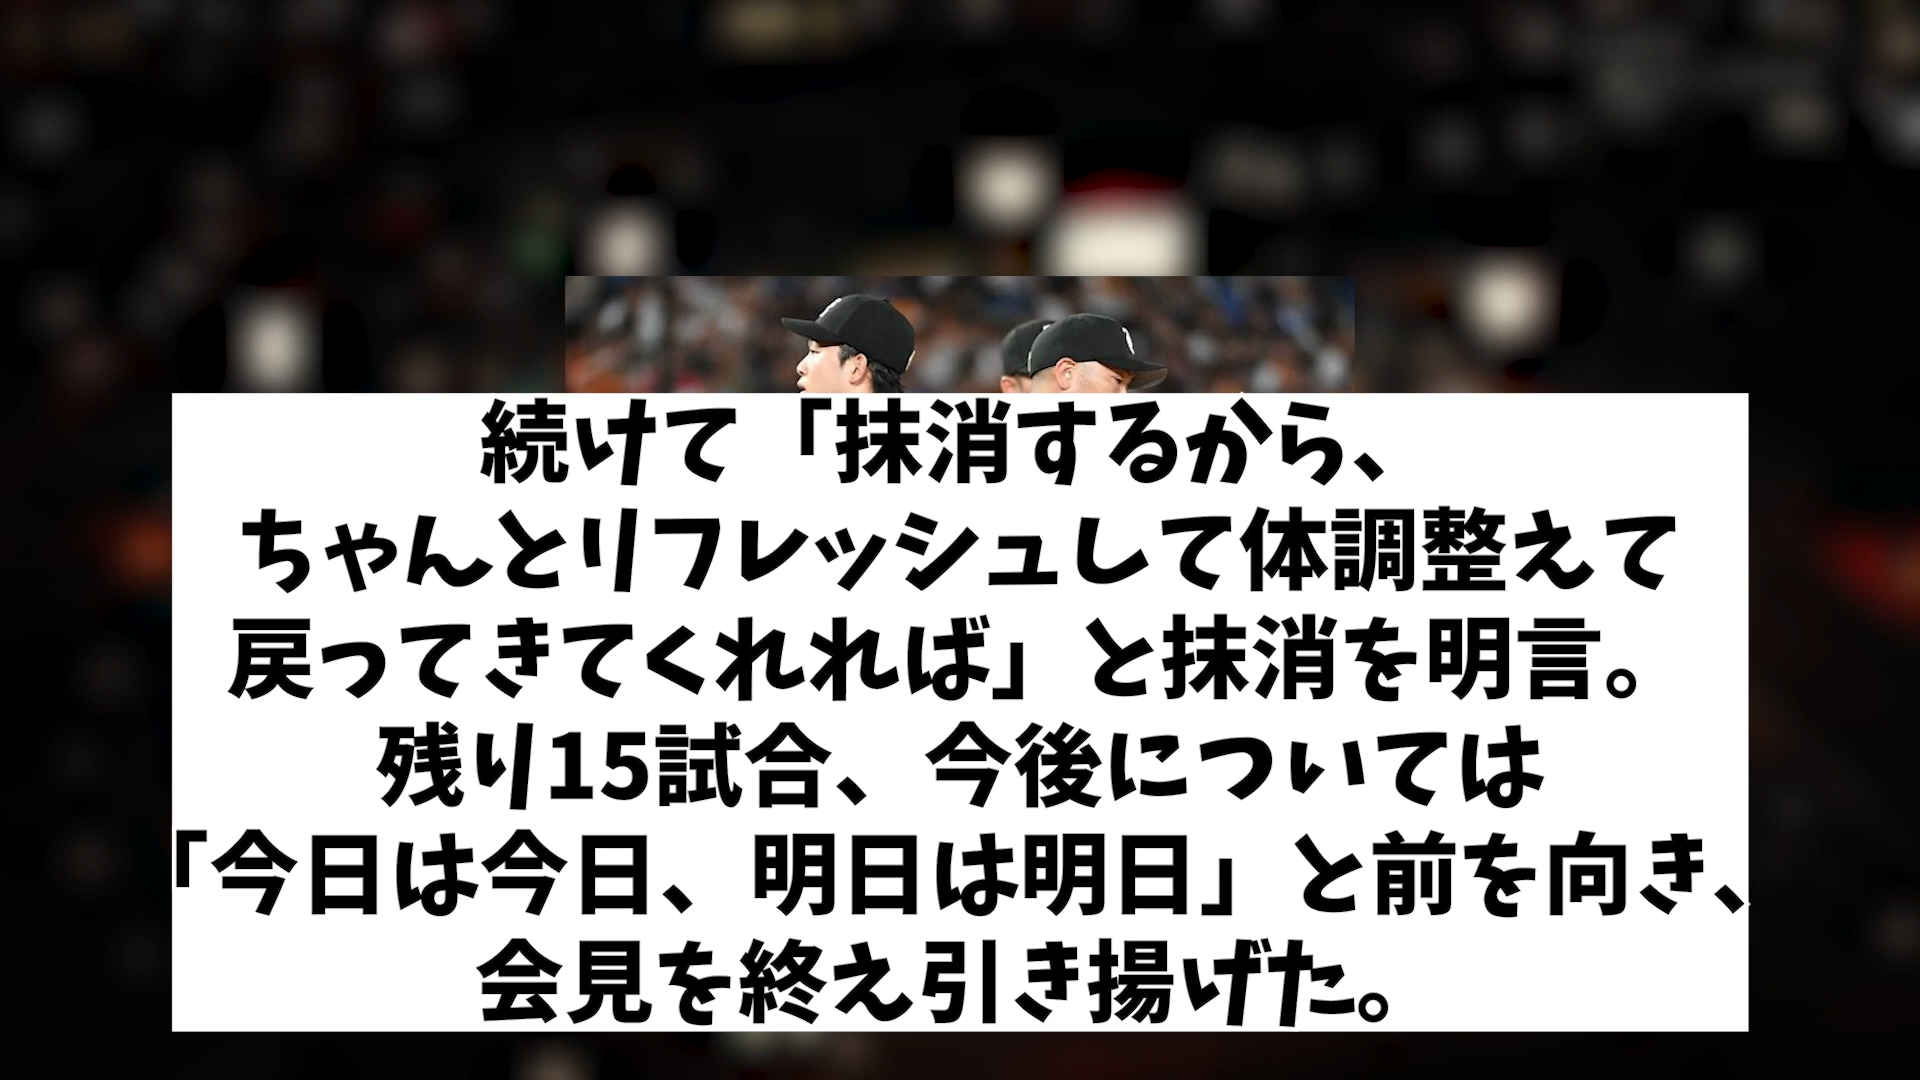 続けて「抹消するから、
ちゃんとリフレッシュして体調整えて
戻ってきてくれれば」と抹消を明言。
残り15試合、今後については
「今日は今日、明日は明日」と前を向き、
会見を終え引き揚げた。